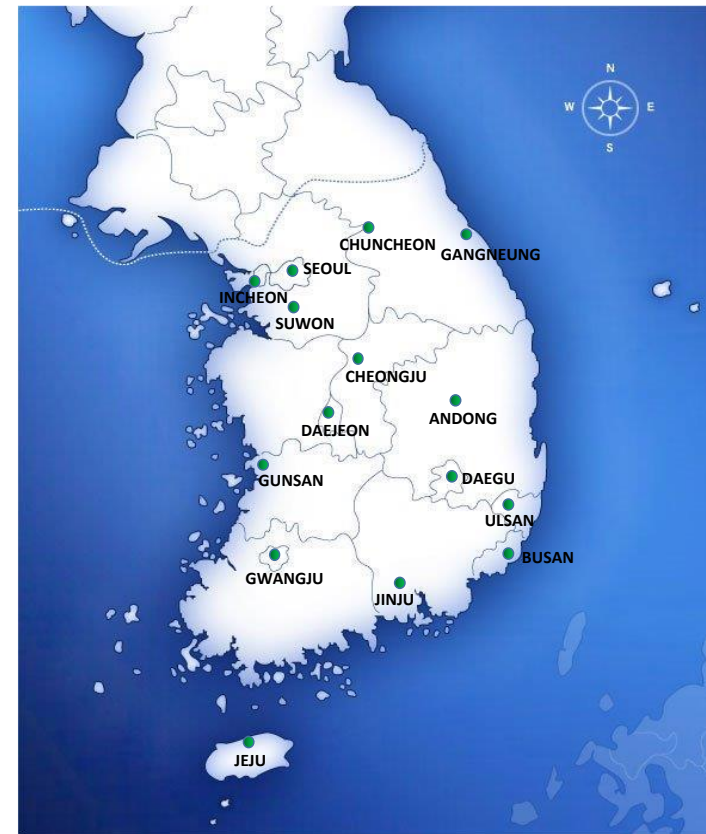 N
W
E
S
CHUNCHEON
GANGNEUNG
SEOUL
INCHEON
SUWON
CHEONGJU
ANDONG
DAEJEON
GUNSAN
DAEGU
ULSAN
BUSAN
GWANGJU
JINJU
JEJU